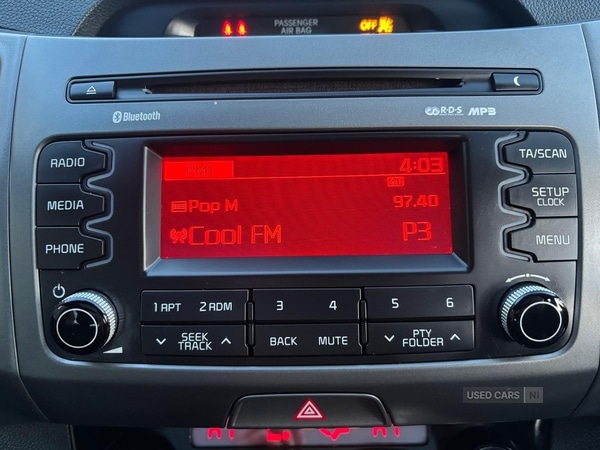 PASSENGER
AIR BAG
OFF
Bluetooth
R·D·S MP3
RADIO
MEDIA
PHONE
FM1
4:03
Pop M
97.40
Cool FM
P3
TA/SCAN
SETUP
CLOCK
MENU
1 RPT 2 RDM 3 4 5 6
SEEK
TRACK
BACK MUTE
PTY
FOLDER
USED CARS NI